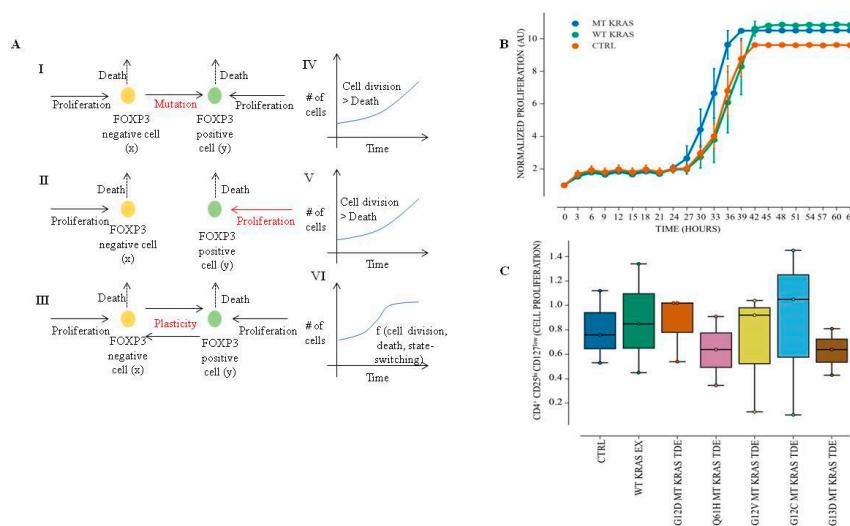 A
I
Death
Death
Proliferation
Mutation
Proliferation
FOXP3
negative cell
(x)
FOXP3
positive
cell (y)
IV
# of
cells
Cell division
> Death
Time
II
Death
Death
Proliferation
Proliferation
FOXP3
negative cell
(x)
FOXP3
positive
cell (y)
V
# of
cells
Cell division
> Death
Time
III
Death
Death
Proliferation
Plasticity
Proliferation
FOXP3
negative
cell (x)
FOXP3
positive
cell (y)
VI
# of
cells
f (cell division,
death, state-
switching)
Time
B
MT KRAS
WT KRAS
CTRL
NORMALIZED PROLIFERATION (AU)
10
8
6
4
2
0 3 6 9 12 15 18 21 24 27 30 33 36 39 42 45 48 51 54 57 60
TIME (HOURS)
C
CD4⁺ CD25ʰⁱ CD127ˡᵒʷ (CELL PROLIFERATION)
1.4
1.2
1.0
0.8
0.6
0.4
0.2
CTRL
WT KRAS EX
G12D MT KRAS TDE
Q61H MT KRAS TDE
G12V MT KRAS TDE
G12C MT KRAS TDE
G13D MT KRAS TDE